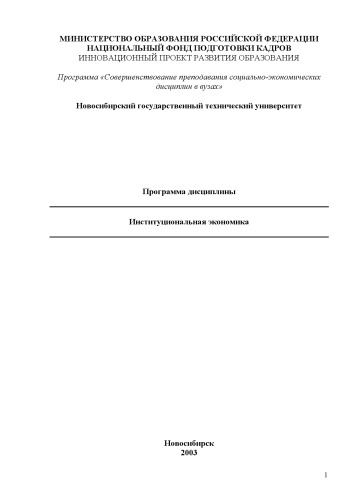 МИНИСТЕРСТВО ОБРАЗОВАНИЯ РОССИЙСКОЙ ФЕДЕРАЦИИ
НАЦИОНАЛЬНЫЙ ФОНД ПОДГОТОВКИ КАДРОВ
ИННОВАЦИОННЫЙ ПРОЕКТ РАЗВИТИЯ ОБРАЗОВАНИЯ
Программа «Совершенствование преподавания социально-экономических
дисциплин в вузах»
Новосибирский государственный технический университет
Программа дисциплины
Институциональная экономика
Новосибирск
2003
1